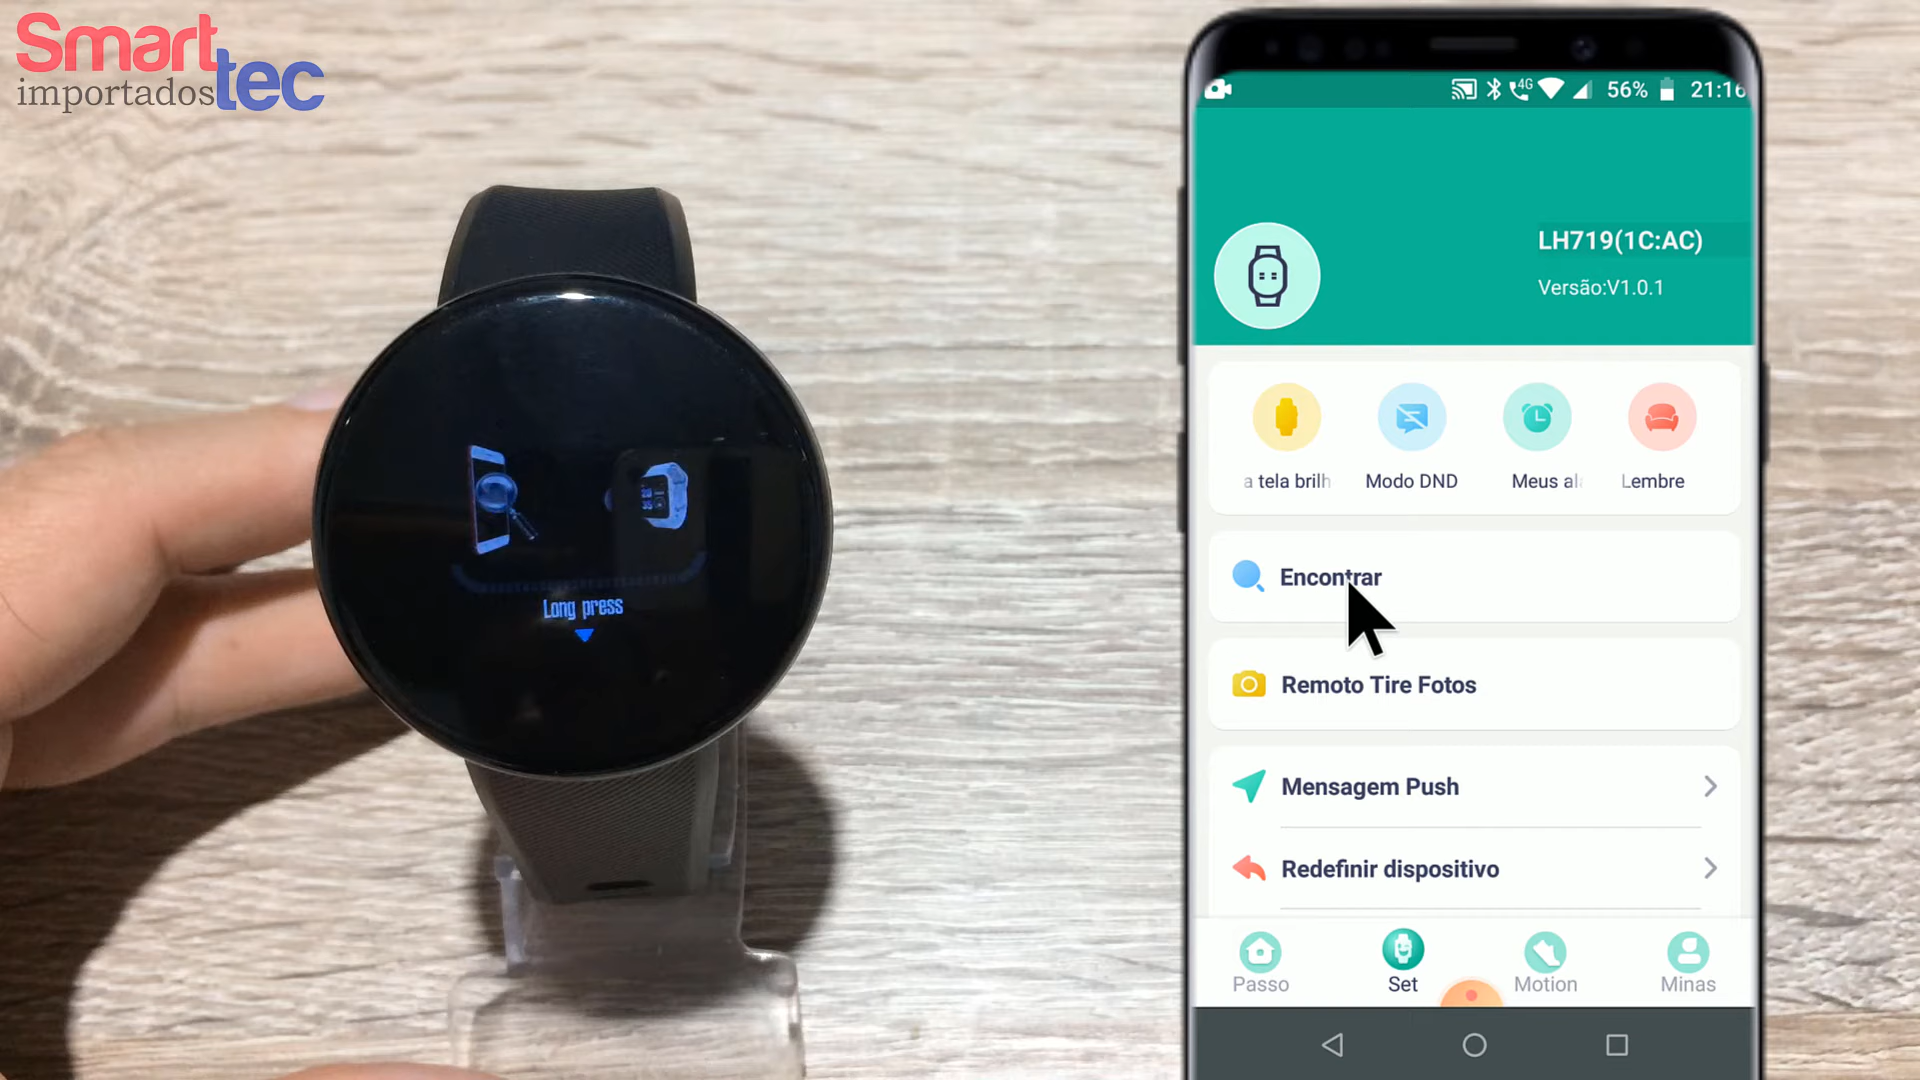 Smart
tec
importados
4G
56%
21:16
LH719(1C:AC)
Versão:V1.0.1
a tela brilh
Modo DND
Meus al
Lembre
Encontrar
Remoto Tire Fotos
Mensagem Push
Redefinir dispositivo
Passo
Set
Motion
Minas
Long press